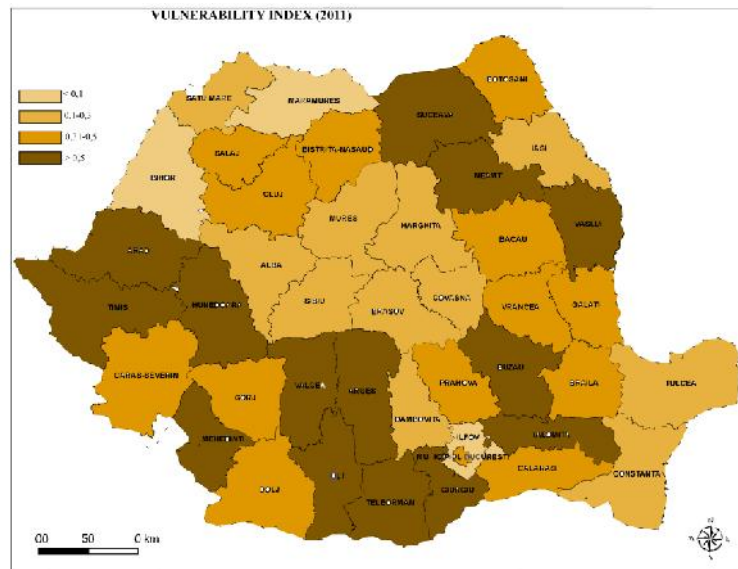 VULNERABILITY INDEX (2011)
< 0,1
0,1-0,3
0,31-0,5
> 0,5
BOTOSANI
SATU MARE
MARAMURES
SUCEAVA
IASI
SALAJ
BISTRITA-NASAUD
NEAMT
BIHOR
CLUJ
MURES
HARGHITA
BACAU
VASLUI
ARAD
ALBA
TIMIS
HUNEDOARA
SIBIU
BRASOV
COVASNA
VRANCEA
GALATI
CARAS-SEVERIN
GORJ
VALCEA
ARGES
PRAHOVA
BUZAU
BRAILA
TULCEA
DAMBOVITA
MEHEDINTI
ILFOV
CONSTANTA
DOLJ
OLT
TELEORMAN
GIURGIU
CALARASI
00 50 0 km
N